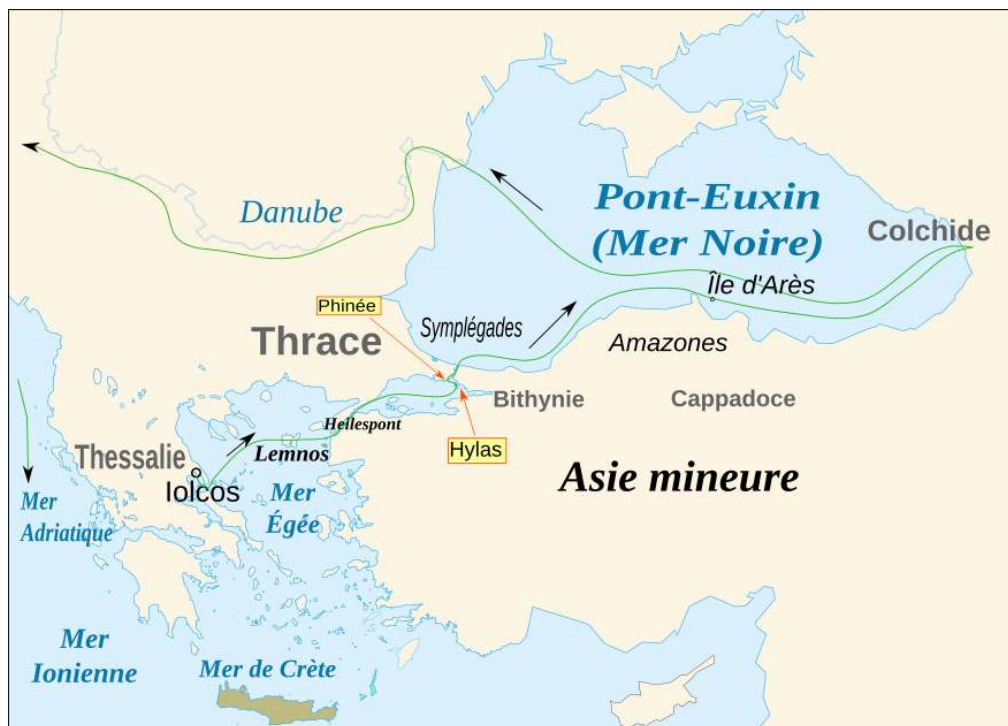 Pont-Euxin
(Mer Noire)
Danube
Colchide
Île d'Arès
Phinée
Symplégades
Thrace
Amazones
Bithynie
Cappadoce
Hellespont
Hylas
Lemnos
Thessalie
Iolcos
Asie mineure
Mer
Égée
Mer
Adriatique
Mer
Ionienne
Mer de Crète